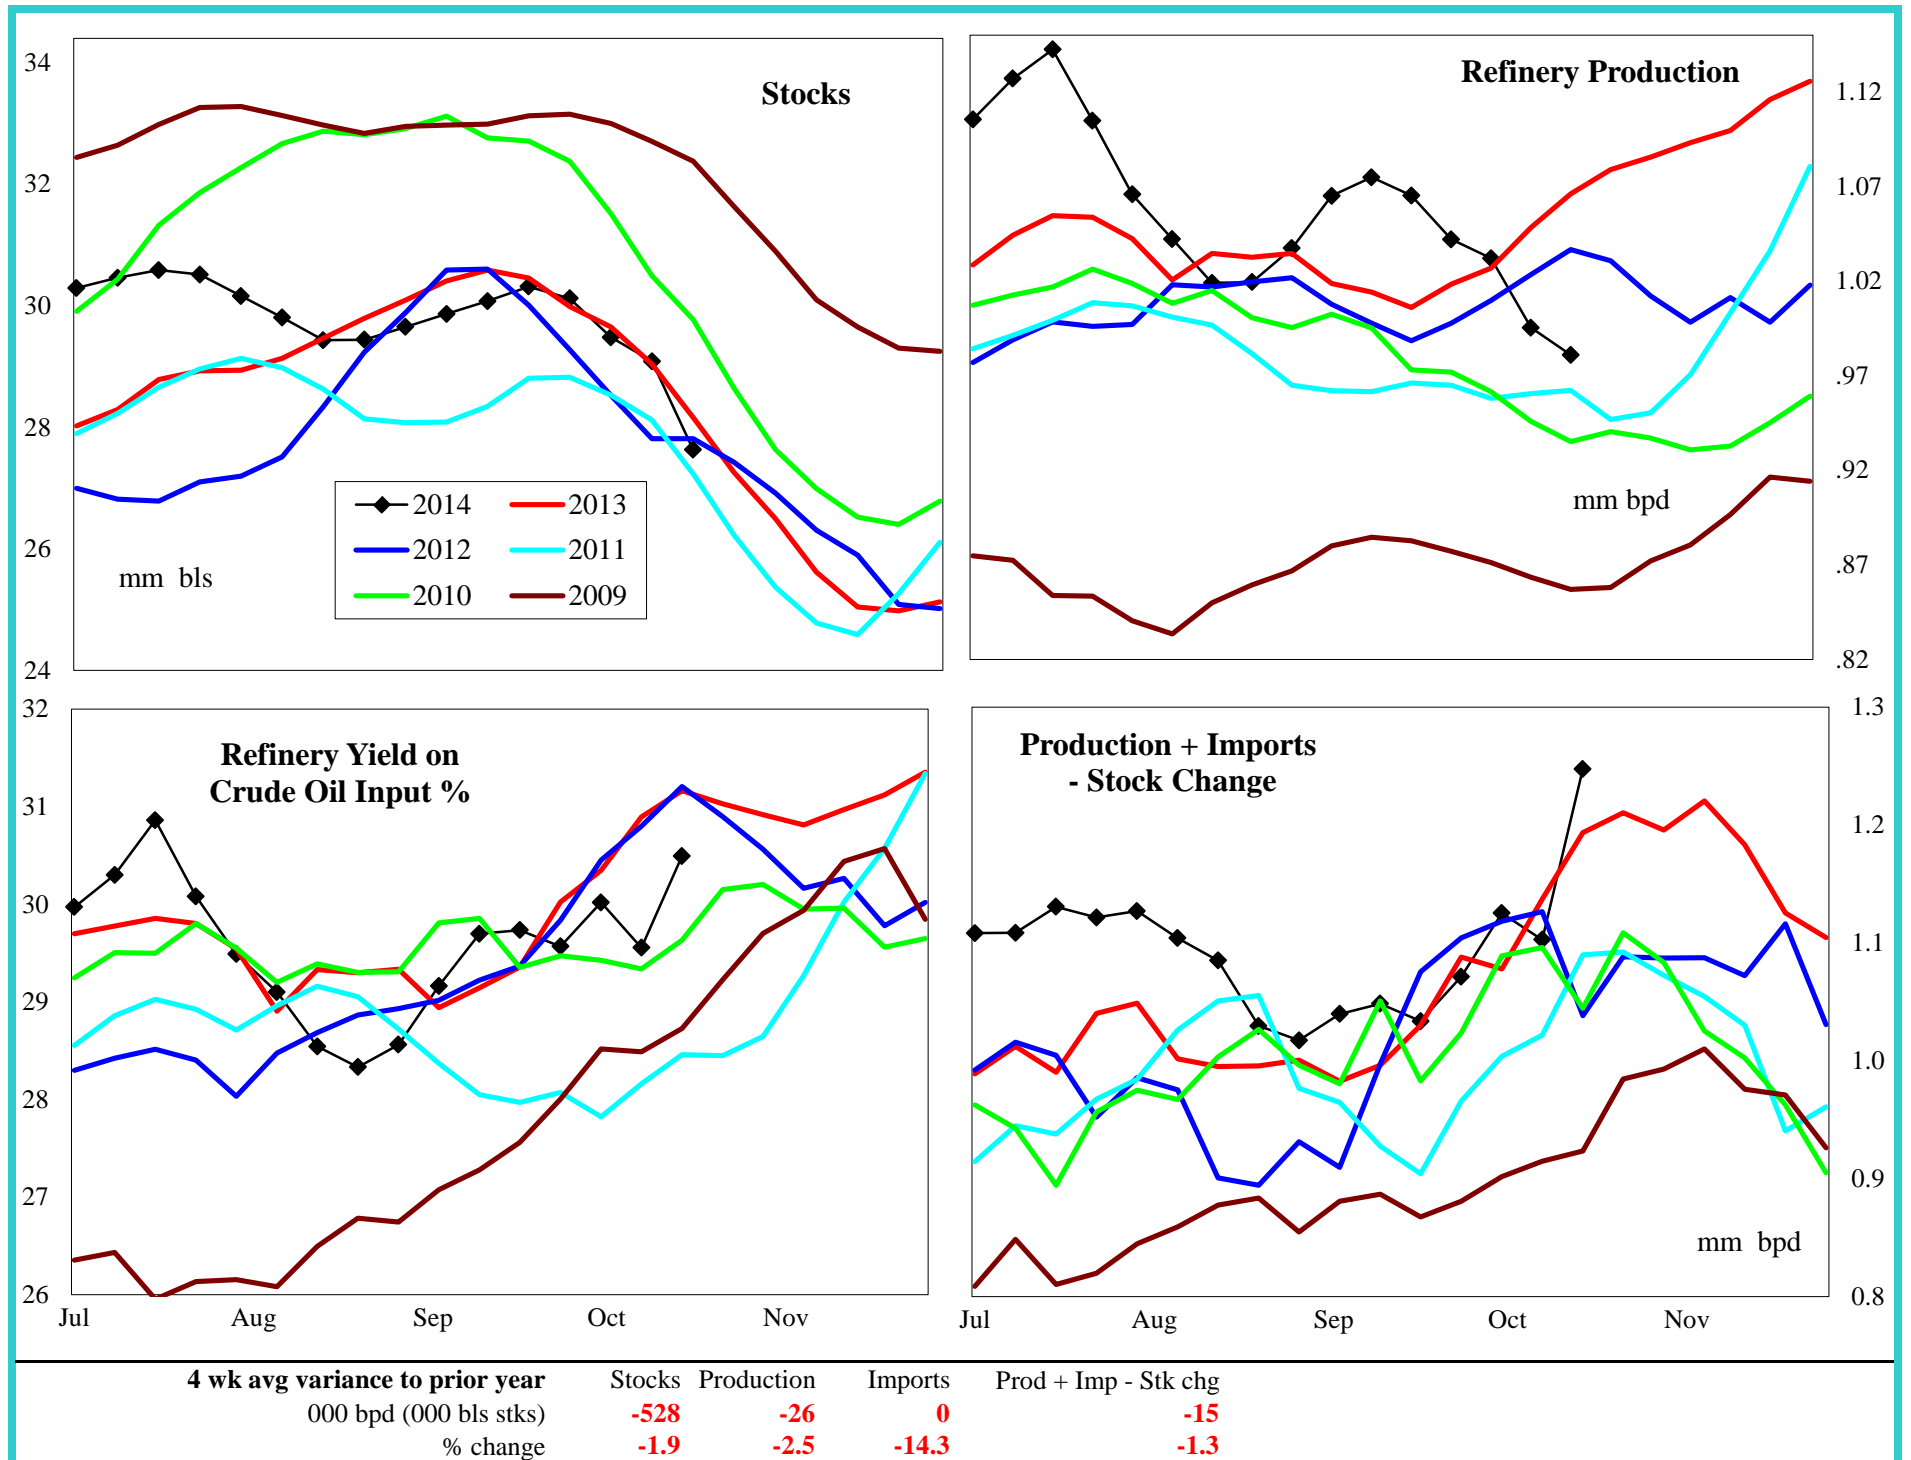 Stocks
34
32
30
28
26
24
mm bls
2014
2013
2012
2011
2010
2009
Refinery Production
1.12
1.07
1.02
.97
.92
.87
.82
mm bpd
Refinery Yield on
Crude Oil Input %
32
31
30
29
28
27
26
Jul Aug Sep Oct Nov
Production + Imports
- Stock Change
1.3
1.2
1.1
1.0
0.9
0.8
mm bpd
Jul Aug Sep Oct Nov
4 wk avg variance to prior year Stocks Production Imports Prod + Imp - Stk chg
000 bpd (000 bls stks) -528 -26 0 -15
% change -1.9 -2.5 -14.3 -1.3